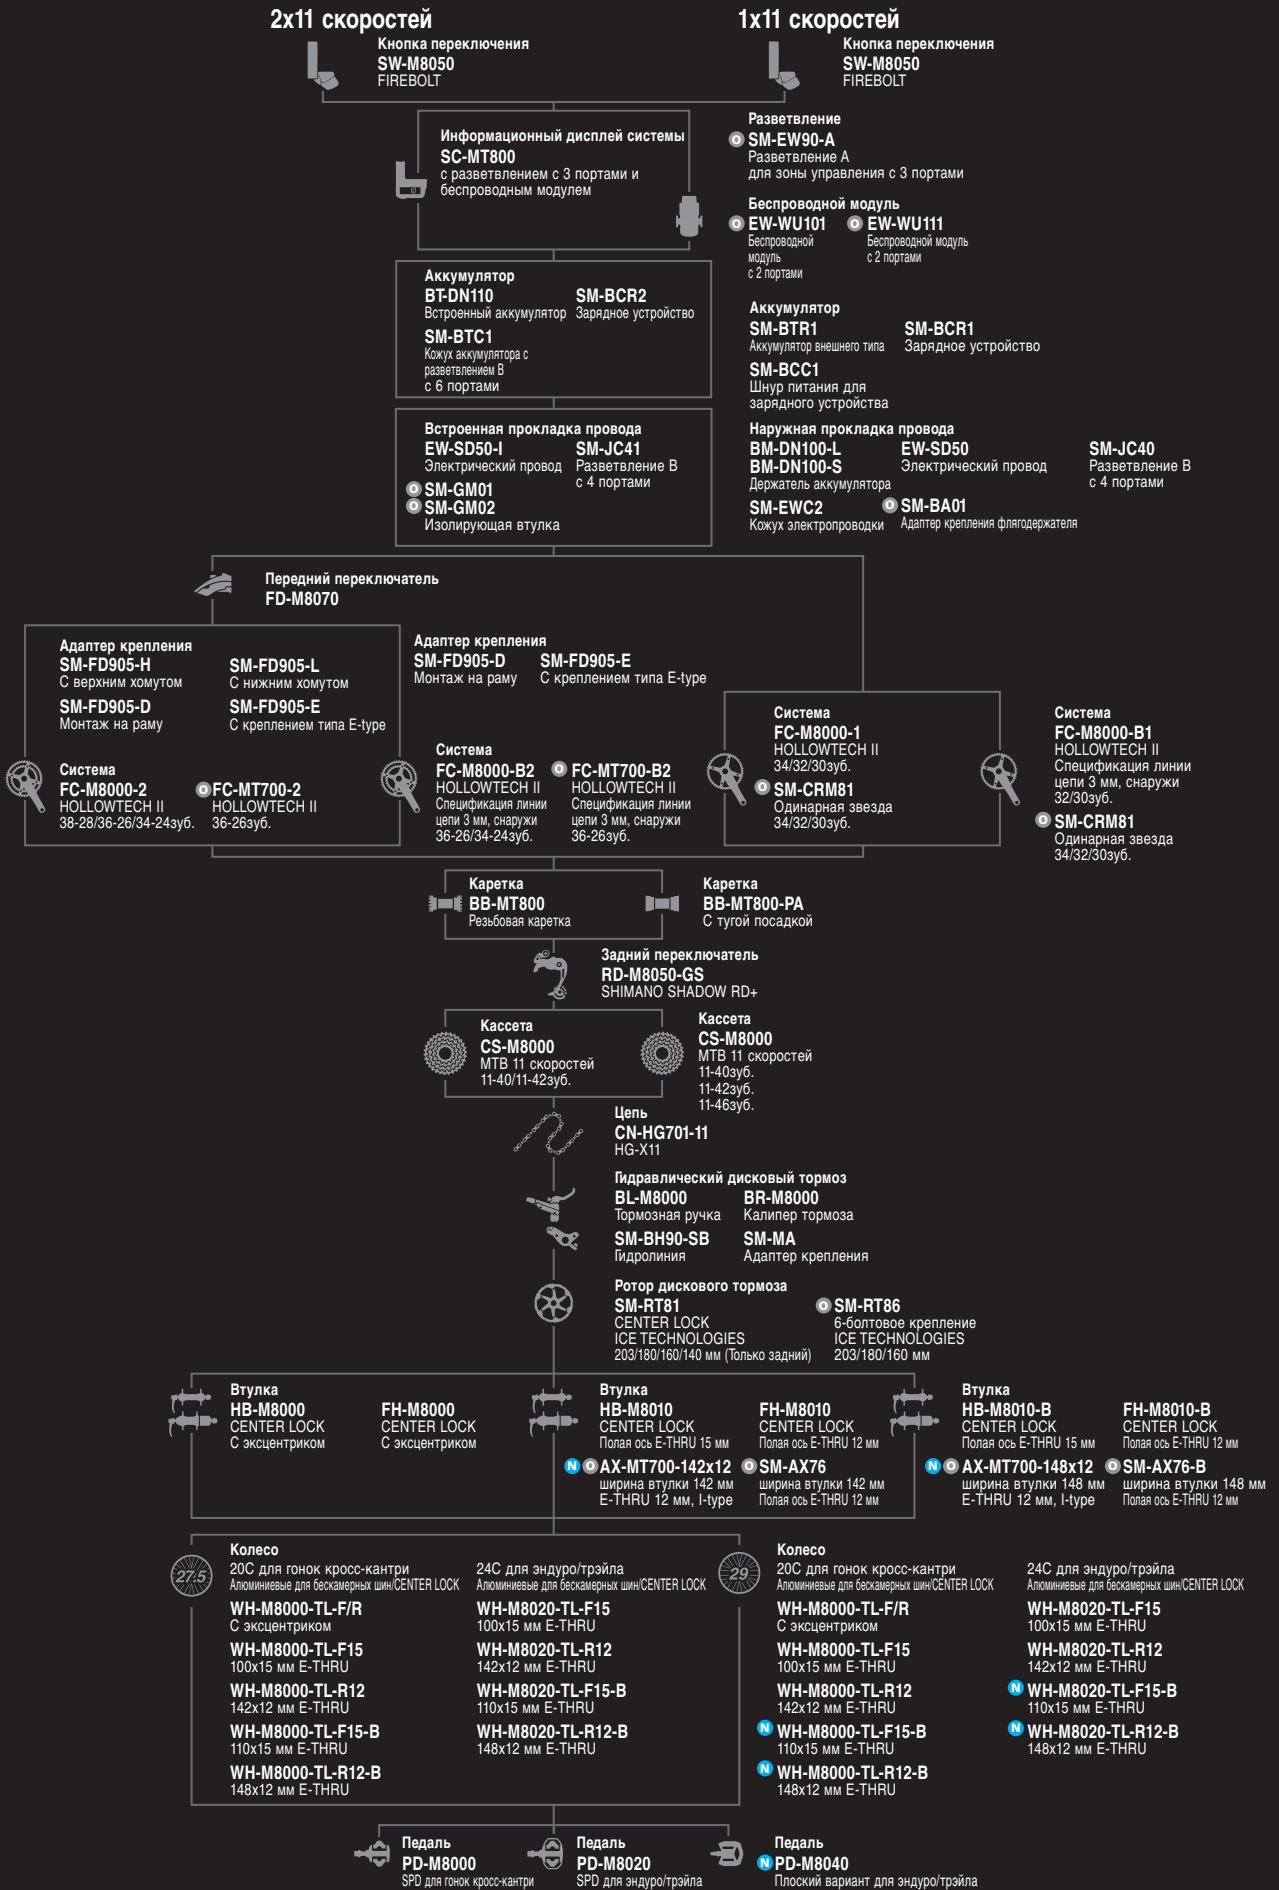 2x11 скоростей
Кнопка переключения
SW-M8050
FIREBOLT
1x11 скоростей
Кнопка переключения
SW-M8050
FIREBOLT
Информационный дисплей системы
SC-MT800
с разветвлением с 3 портами и
беспроводным модулем
Разветвление
O SM-EW90-A
Разветвление А
для зоны управления с 3 портами
Беспроводной модуль
O EW-WU101
Беспроводной
модуль
с 2 портами
O EW-WU111
Беспроводной модуль
с 2 портами
Аккумулятор
BT-DN110
Встроенный аккумулятор
SM-BCR2
Зарядное устройство
SM-BTC1
Кожух аккумулятора с
разветвлением В
с 6 портами
Аккумулятор
SM-BTR1
Аккумулятор внешнего типа
SM-BCR1
Зарядное устройство
SM-BCC1
Шнур питания для
зарядного устройства
Встроенная прокладка провода
EW-SD50-I
Электрический провод
SM-JC41
Разветвление В
с 4 портами
O SM-GM01
O SM-GM02
Изолирующая втулка
Наружная прокладка провода
BM-DN100-L
BM-DN100-S
Держатель аккумулятора
EW-SD50
Электрический провод
SM-JC40
Разветвление В
с 4 портами
SM-EWC2
Кожух электропроводки
O SM-BA01
Адаптер крепления флягодержателя
Передний переключатель
FD-M8070
Адаптер крепления
SM-FD905-H
С верхним хомутом
SM-FD905-L
С нижним хомутом
SM-FD905-D
Монтаж на раму
SM-FD905-E
С креплением типа E-type
Система
FC-M8000-2
HOLLOWTECH II
38-28/36-26/34-24зуб.
O FC-MT700-2
HOLLOWTECH II
36-26зуб.
Адаптер крепления
SM-FD905-D
Монтаж на раму
SM-FD905-E
С креплением типа E-type
Система
FC-M8000-B2
HOLLOWTECH II
Спецификация линии
цепи 3 мм, снаружи
36-26/34-24зуб.
O FC-MT700-B2
HOLLOWTECH II
Спецификация линии
цепи 3 мм, снаружи
36-26зуб.
Система
FC-M8000-1
HOLLOWTECH II
34/32/30зуб.
O SM-CRM81
Одинарная звезда
34/32/30зуб.
Система
FC-M8000-B1
HOLLOWTECH II
Спецификация линии
цепи 3 мм, снаружи
32/30зуб.
O SM-CRM81
Одинарная звезда
34/32/30зуб.
Каретка
BB-MT800
Резьбовая каретка
Каретка
BB-MT800-PA
С тугой посадкой
Задний переключатель
RD-M8050-GS
SHIMANO SHADOW RD+
Кассета
CS-M8000
МТВ 11 скоростей
11-40/11-42зуб.
Кассета
CS-M8000
МТВ 11 скоростей
11-40зуб.
11-42зуб.
11-46зуб.
Цепь
CN-HG701-11
HG-X11
Гидравлический дисковый тормоз
BL-M8000
Тормозная ручка
BR-M8000
Калипер тормоза
SM-BH90-SB
Гидролиния
SM-MA
Адаптер крепления
Ротор дискового тормоза
SM-RT81
CENTER LOCK
ICE TECHNOLOGIES
203/180/160/140 мм (Только задний)
O SM-RT86
6-болтовое крепление
ICE TECHNOLOGIES
203/180/160 мм
Втулка
HB-M8000
CENTER LOCK
С эксцентриком
FH-M8000
CENTER LOCK
С эксцентриком
Втулка
HB-M8010
CENTER LOCK
Полая ось E-THRU 15 мм
FH-M8010
CENTER LOCK
Полая ось E-THRU 12 мм
N O AX-MT700-142x12
ширина втулки 142 мм
E-THRU 12 мм, I-type
O SM-AX76
ширина втулки 142 мм
Полая ось E-THRU 12 мм
Втулка
HB-M8010-B
CENTER LOCK
Полая ось E-THRU 15 мм
FH-M8010-B
CENTER LOCK
Полая ось E-THRU 12 мм
N O AX-MT700-148x12
ширина втулки 148 мм
E-THRU 12 мм, I-type
O SM-AX76-B
ширина втулки 148 мм
Полая ось E-THRU 12 мм
27.5
Колесо
20С для гонок кросс-кантри
Алюминиевые для бескамерных шин/CENTER LOCK
WH-M8000-TL-F/R
С эксцентриком
WH-M8000-TL-F15
100x15 мм E-THRU
WH-M8000-TL-R12
142x12 мм E-THRU
WH-M8000-TL-F15-B
110x15 мм E-THRU
WH-M8000-TL-R12-B
148x12 мм E-THRU
24С для эндуро/трэйла
Алюминиевые для бескамерных шин/CENTER LOCK
WH-M8020-TL-F15
100x15 мм E-THRU
WH-M8020-TL-R12
142x12 мм E-THRU
WH-M8020-TL-F15-B
110x15 мм E-THRU
WH-M8020-TL-R12-B
148x12 мм E-THRU
29
Колесо
20С для гонок кросс-кантри
Алюминиевые для бескамерных шин/CENTER LOCK
WH-M8000-TL-F/R
С эксцентриком
WH-M8000-TL-F15
100x15 мм E-THRU
WH-M8000-TL-R12
142x12 мм E-THRU
N WH-M8000-TL-F15-B
110x15 мм E-THRU
N WH-M8000-TL-R12-B
148x12 мм E-THRU
24С для эндуро/трэйла
Алюминиевые для бескамерных шин/CENTER LOCK
WH-M8020-TL-F15
100x15 мм E-THRU
WH-M8020-TL-R12
142x12 мм E-THRU
N WH-M8020-TL-F15-B
110x15 мм E-THRU
N WH-M8020-TL-R12-B
148x12 мм E-THRU
Педаль
PD-M8000
SPD для гонок кросс-кантри
Педаль
PD-M8020
SPD для эндуро/трэйла
Педаль
N PD-M8040
Плоский вариант для эндуро/трэйла